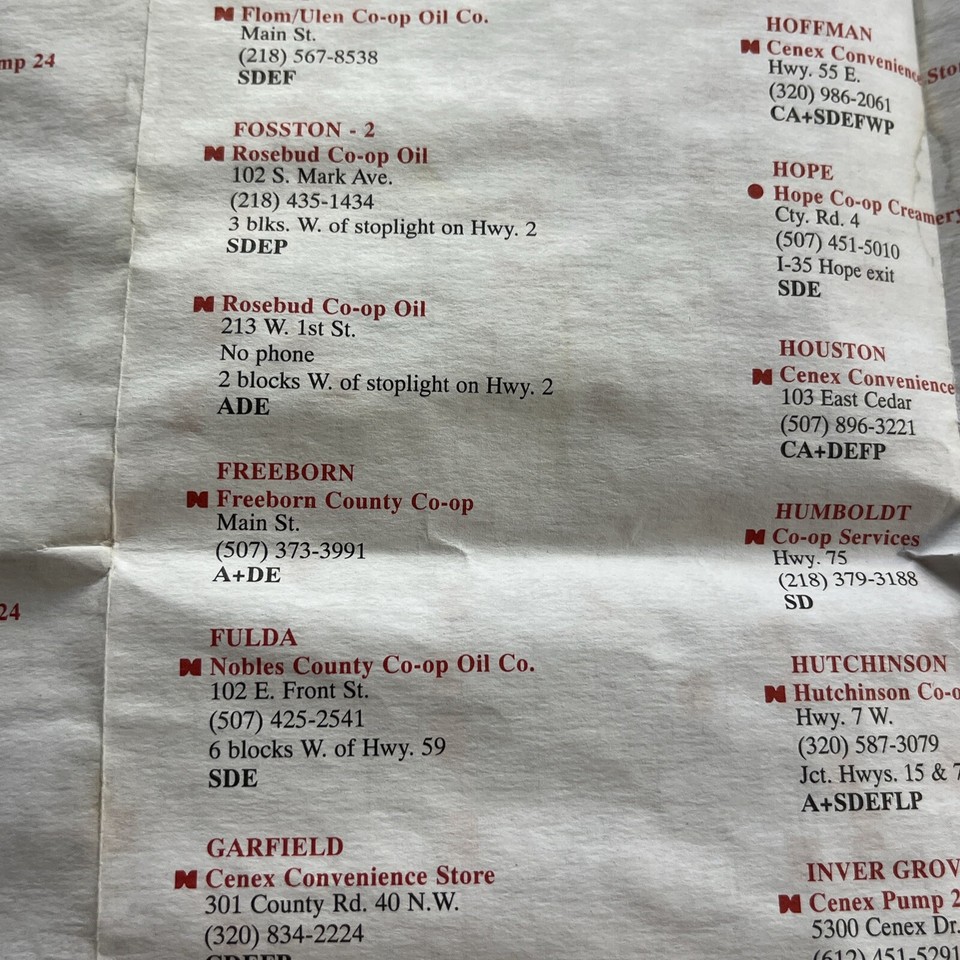 mp 24
24
Flom/Ulen Co-op Oil Co.
Main St.
(218) 567-8538
SDEF
FOSSTON - 2
Rosebud Co-op Oil
102 S. Mark Ave.
(218) 435-1434
3 blks. W. of stoplight on Hwy. 2
SDEP
Rosebud Co-op Oil
213 W. 1st St.
No phone
2 blocks W. of stoplight on Hwy. 2
ADE
FREEBORN
Freeborn County Co-op
Main St.
(507) 373-3991
A+DE
FULDA
Nobles County Co-op Oil Co.
102 E. Front St.
(507) 425-2541
6 blocks W. of Hwy. 59
SDE
GARFIELD
Cenex Convenience Store
301 County Rd. 40 N.W.
(320) 834-2224
HOFFMAN
Cenex Convenience Sto
Hwy. 55 E.
(320) 986-2061
CA+SDEFWP
HOPE
Hope Co-op Creamery
Cty. Rd. 4
(507) 451-5010
I-35 Hope exit
SDE
HOUSTON
Cenex Convenience
103 East Cedar
(507) 896-3221
CA+DEFP
HUMBOLDT
Co-op Services
Hwy. 75
(218) 379-3188
SD
HUTCHINSON
Hutchinson Co-o
Hwy. 7 W.
(320) 587-3079
Jct. Hwys. 15 & 7
A+SDEFLP
INVER GROV
Cenex Pump 2
5300 Cenex Dr.
(612) 451-5291